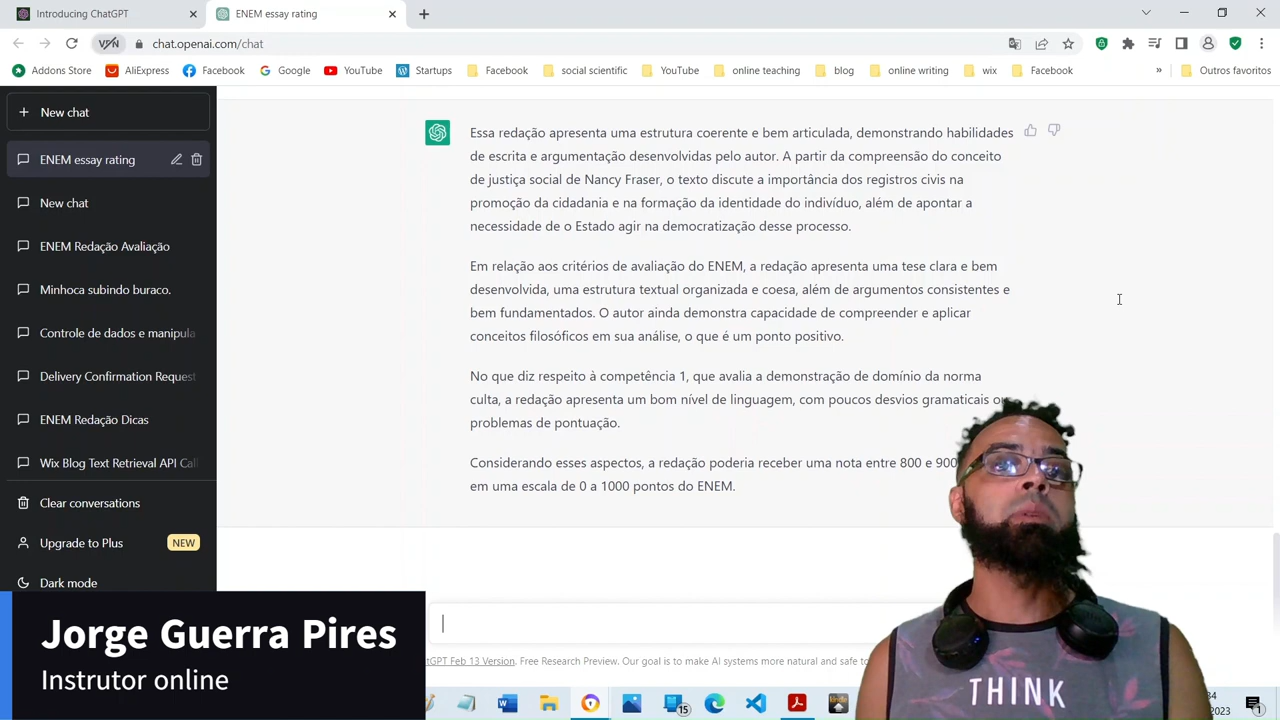 Introducing ChatGPT
ENEM essay rating
VPN
chat.openai.com/chat
Addons Store
AliExpress
Facebook
Google
YouTube
Startups
Facebook
social scientific
YouTube
online teaching
blog
online writing
wix
Facebook
»
Outros favoritos
+ New chat
ENEM essay rating
New chat
ENEM Redação Avaliação
Minhoca subindo buraco.
Controle de dados e manipula
Delivery Confirmation Request
ENEM Redação Dicas
Wix Blog Text Retrieval API Cal
Clear conversations
Upgrade to Plus
NEW
Dark mode
Essa redação apresenta uma estrutura coerente e bem articulada, demonstrando habilidades
de escrita e argumentação desenvolvidas pelo autor. A partir da compreensão do conceito
de justiça social de Nancy Fraser, o texto discute a importância dos registros civis na
promoção da cidadania e na formação da identidade do indivíduo, além de apontar a
necessidade de o Estado agir na democratização desse processo.
Em relação aos critérios de avaliação do ENEM, a redação apresenta uma tese clara e bem
desenvolvida, uma estrutura textual organizada e coesa, além de argumentos consistentes e
bem fundamentados. O autor ainda demonstra capacidade de compreender e aplicar
conceitos filosóficos em sua análise, o que é um ponto positivo.
No que diz respeito à competência 1, que avalia a demonstração de domínio da norma
culta, a redação apresenta um bom nível de linguagem, com poucos desvios gramaticais ou
problemas de pontuação.
Considerando esses aspectos, a redação poderia receber uma nota entre 800 e 900
em uma escala de 0 a 1000 pontos do ENEM.
Feb 13 Version. Free Research Preview. Our goal is to make AI systems more natural and safe to
Jorge Guerra Pires
Instrutor online
THINK
15
2023
1